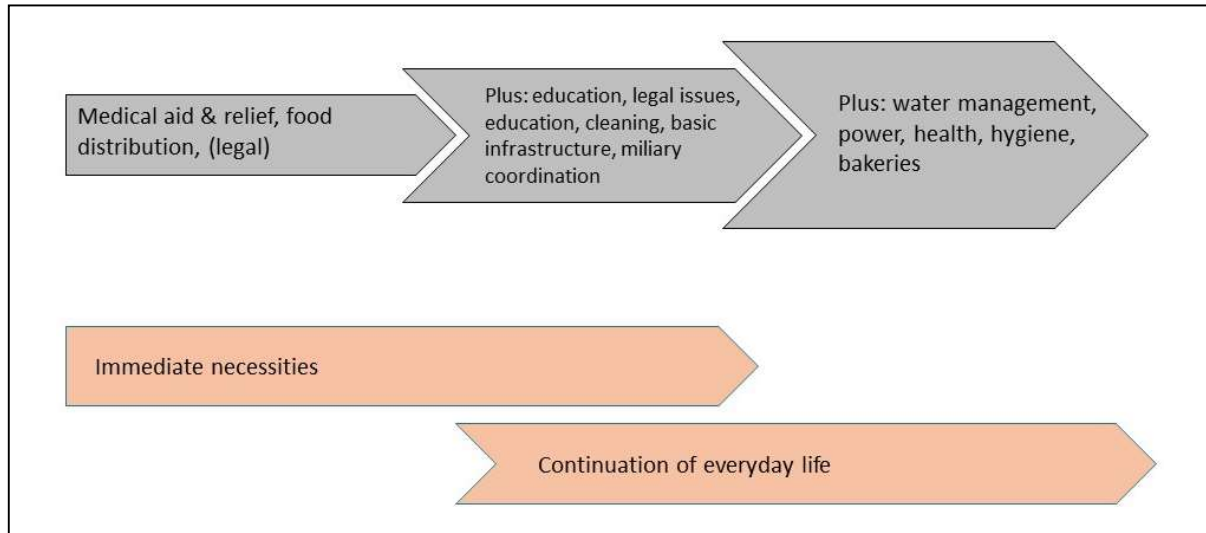 Medical aid & relief, food
distribution, (legal)
Plus: education, legal issues,
education, cleaning, basic
infrastructure, miliary
coordination
Plus: water management,
power, health, hygiene,
bakeries
Immediate necessities
Continuation of everyday life